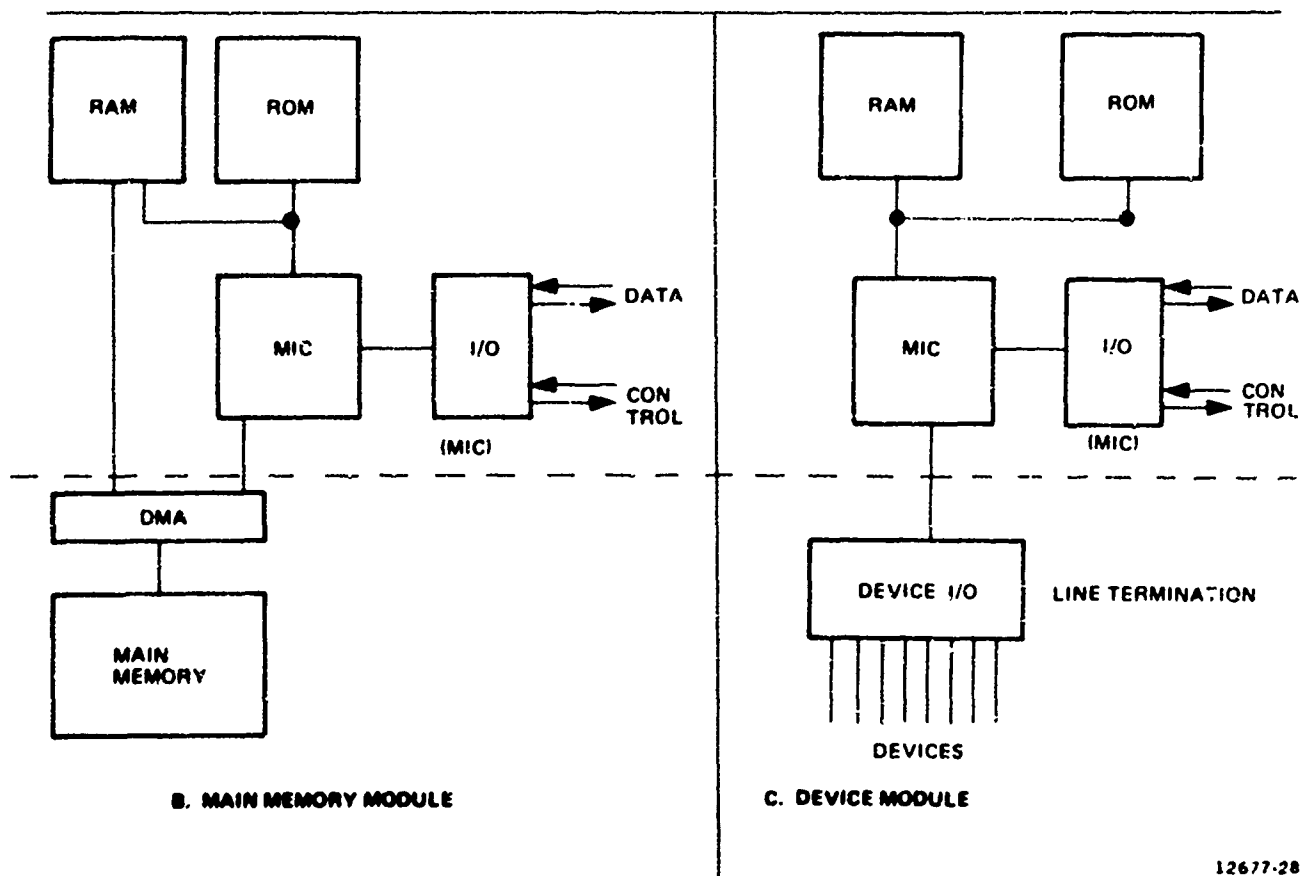 RAM
ROM
MIC
I/O
DATA
CON
TROL
(MIC)
DMA
MAIN
MEMORY
B. MAIN MEMORY MODULE
RAM
ROM
MIC
I/O
DATA
CON
TROL
(MIC)
DEVICE I/O
LINE TERMINATION
DEVICES
C. DEVICE MODULE
12677-28